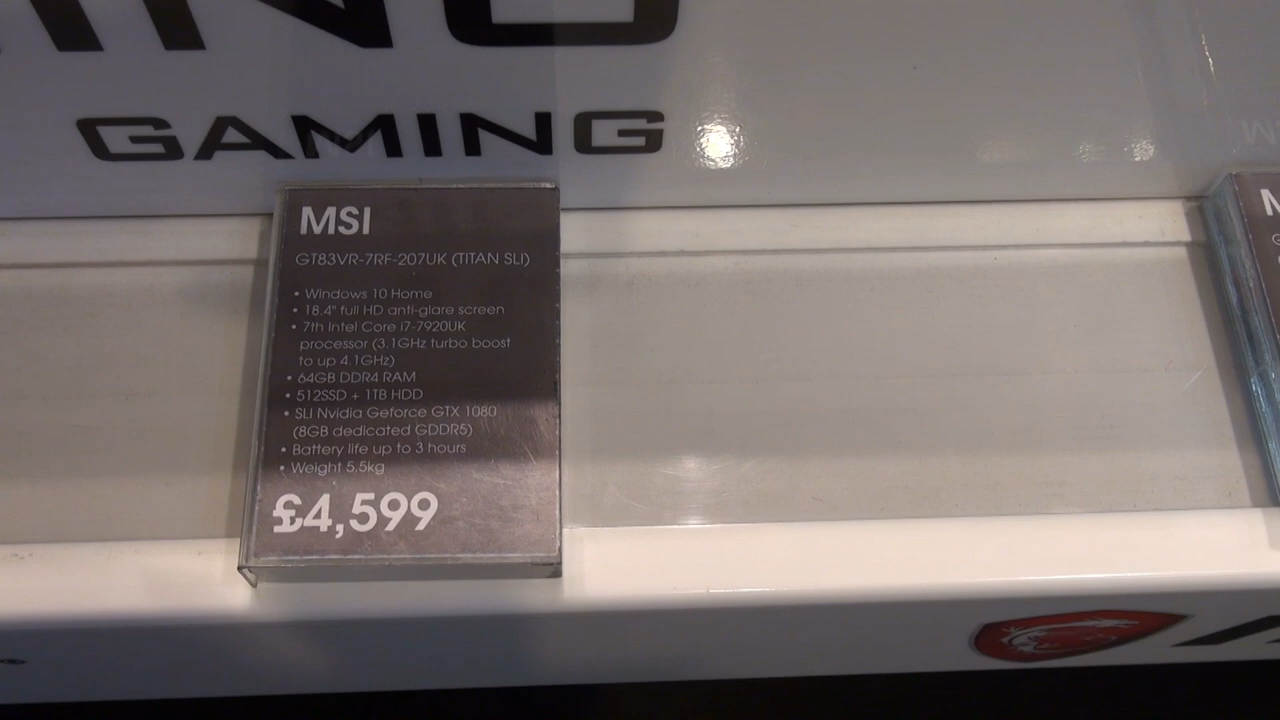 GAMING
MSI
GT83VR-7RF-207UK (TITAN SLI)
• Windows 10 Home
• 18.4" full HD anti-glare screen
• 7th Intel Core i7-7920UK
processor (3.1GHz turbo boost
to up 4.1GHz)
• 64GB DDR4 RAM
• 512SSD + 1TB HDD
• SLI Nvidia Geforce GTX 1080
(8GB dedicated GDDR5)
• Battery life up to 3 hours
• Weight 5.5kg
£4,599